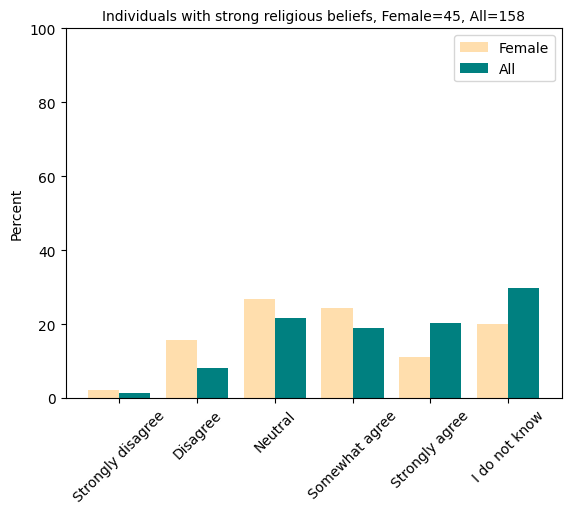 Individuals with strong religious beliefs, Female=45, All=158
Female
All
Percent
100
80
60
40
20
0
Strongly disagree
Disagree
Neutral
Somewhat agree
Strongly agree
I do not know